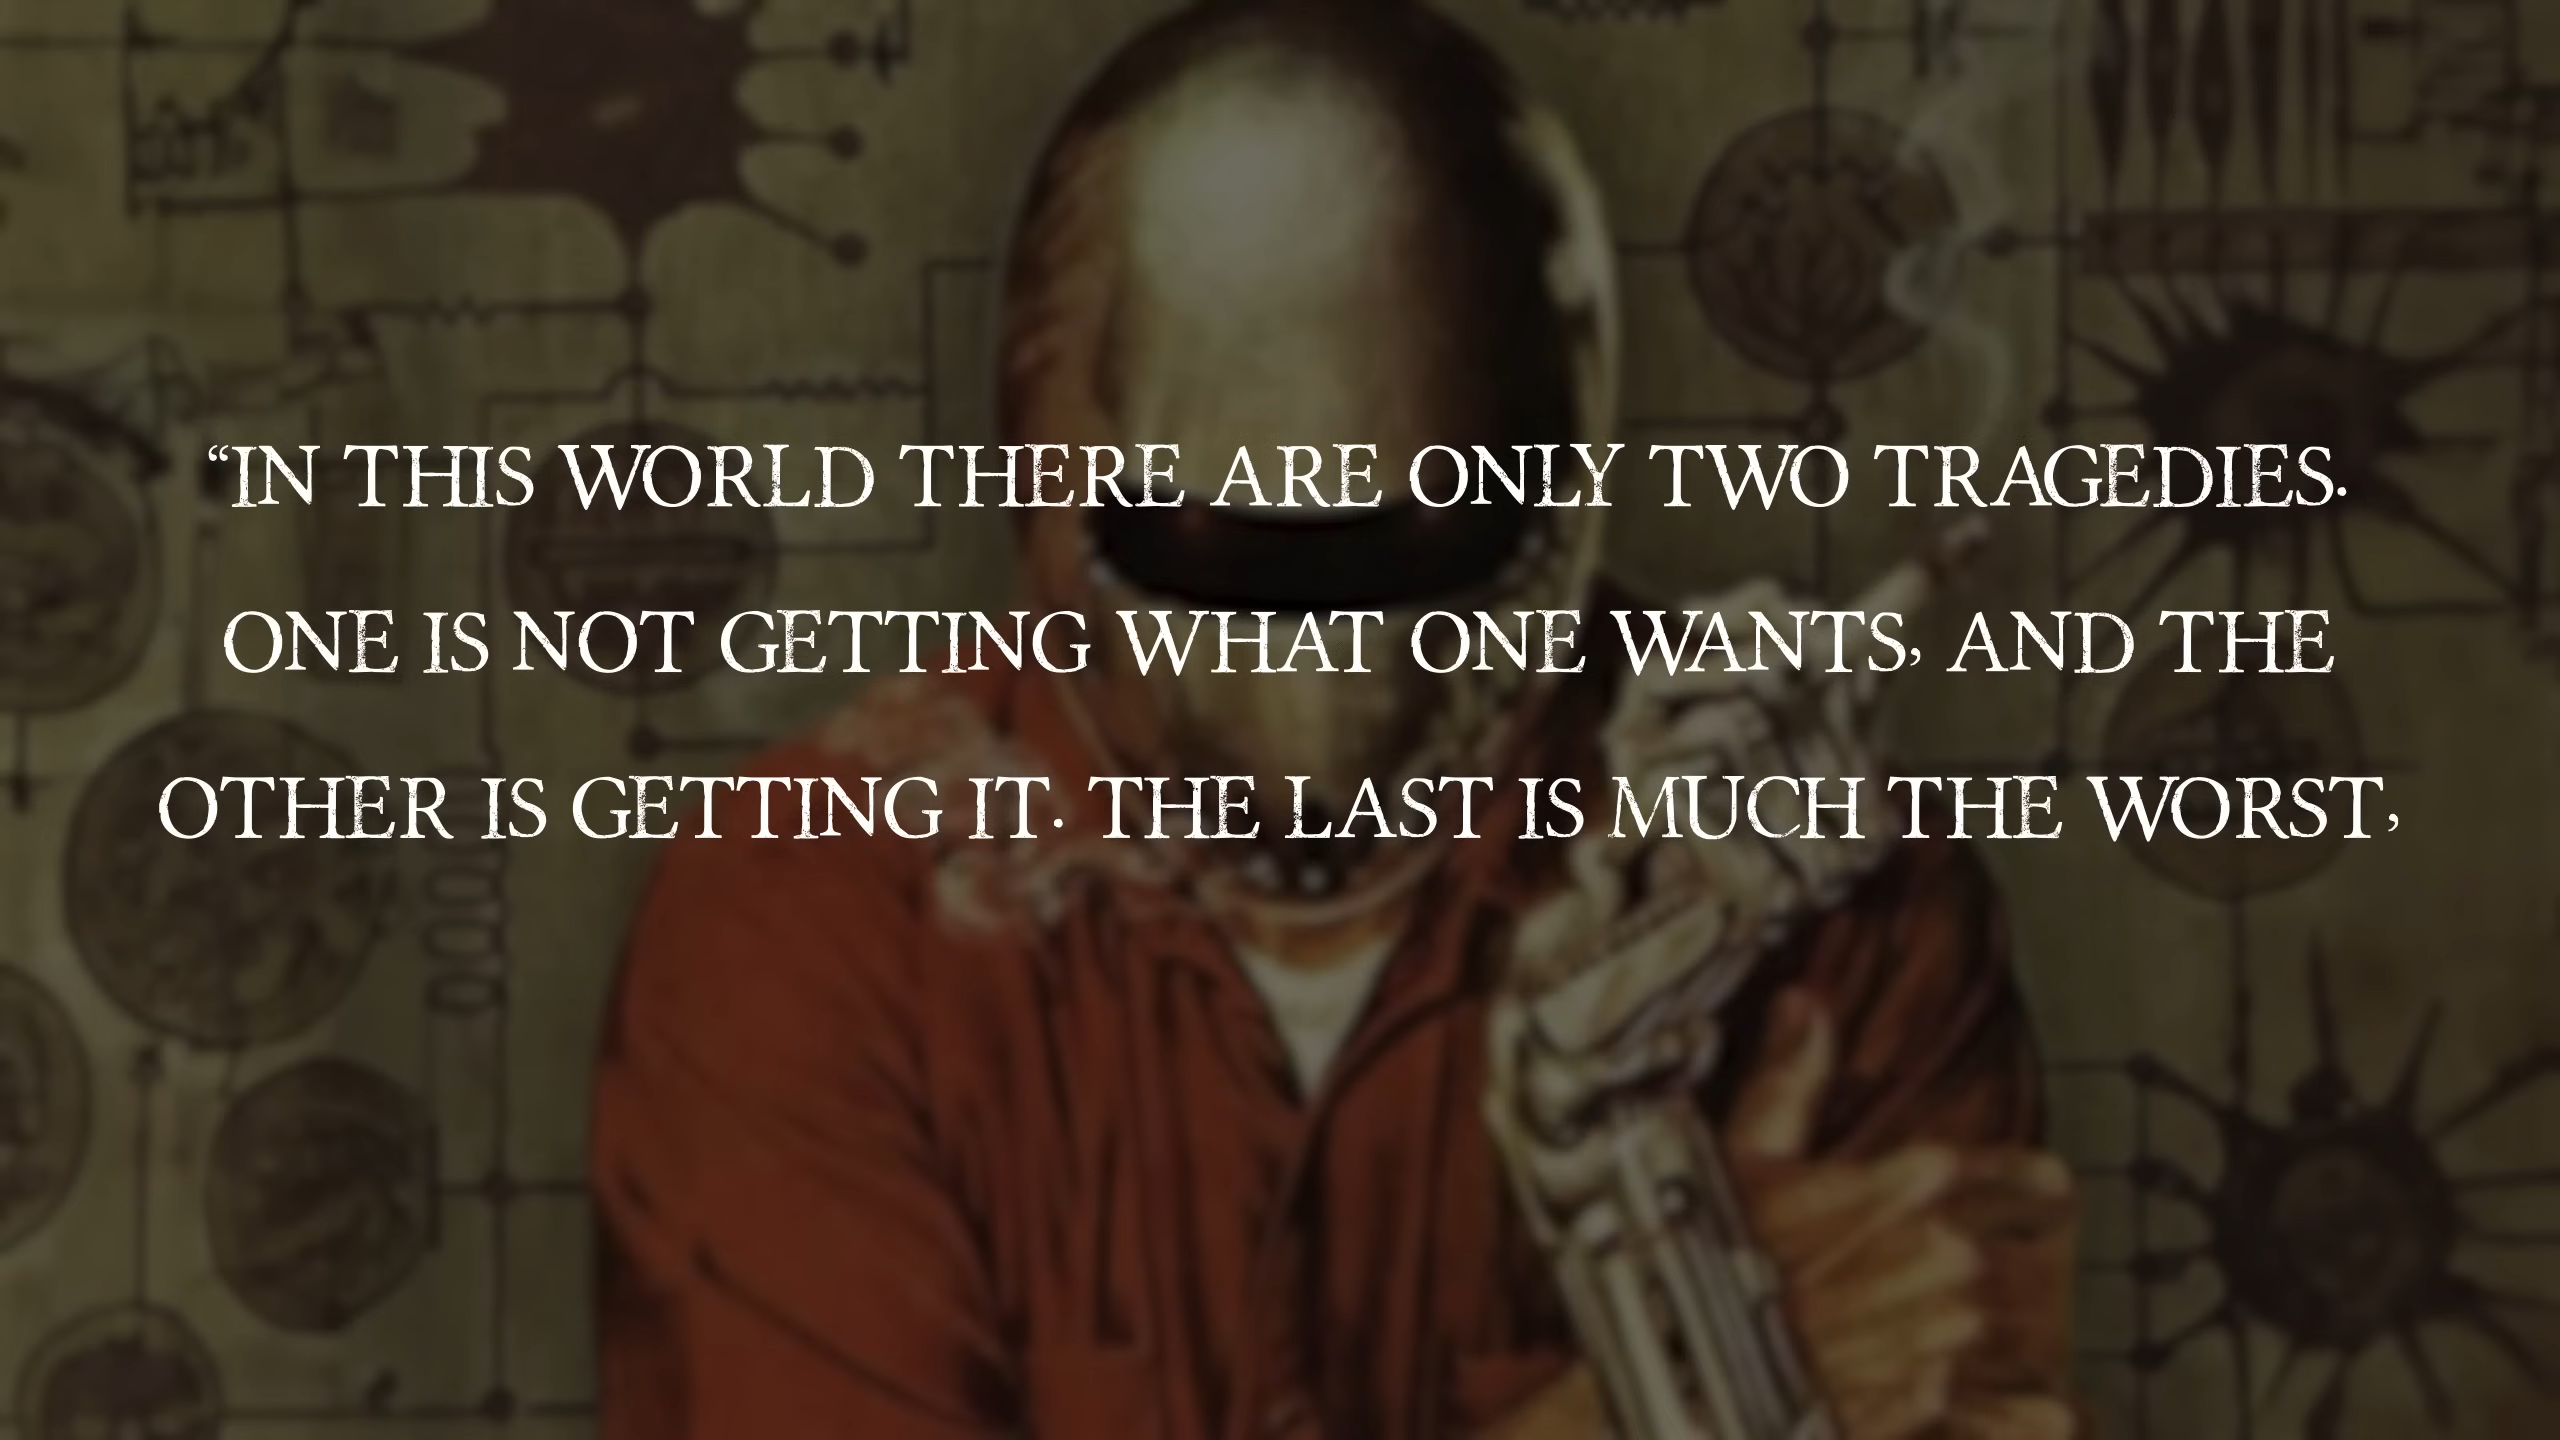 “IN THIS WORLD THERE ARE ONLY TWO TRAGEDIES.
ONE IS NOT GETTING WHAT ONE WANTS, AND THE
OTHER IS GETTING IT. THE LAST IS MUCH THE WORST,